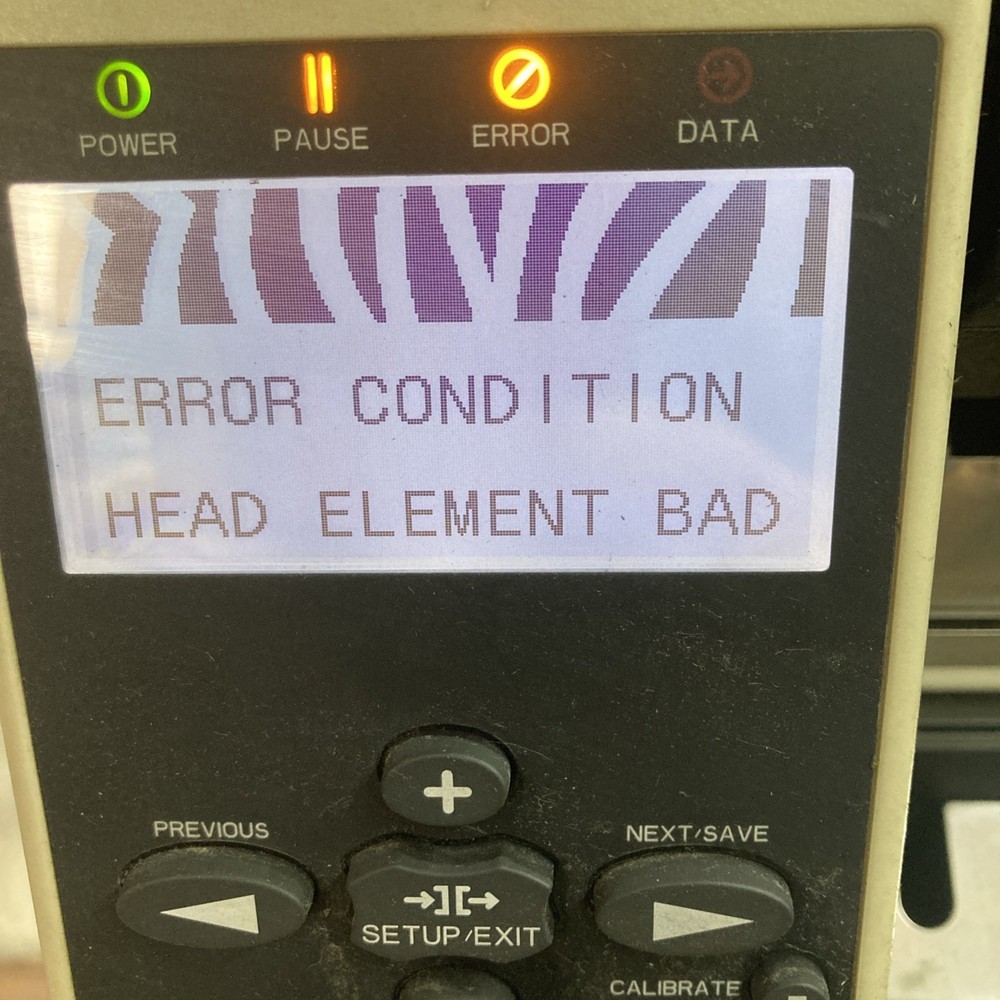 POWER PAUSE ERROR DATA
ERROR CONDITION
HEAD ELEMENT BAD
+
PREVIOUS NEXT/SAVE
SETUP/EXIT
CALIBRATE